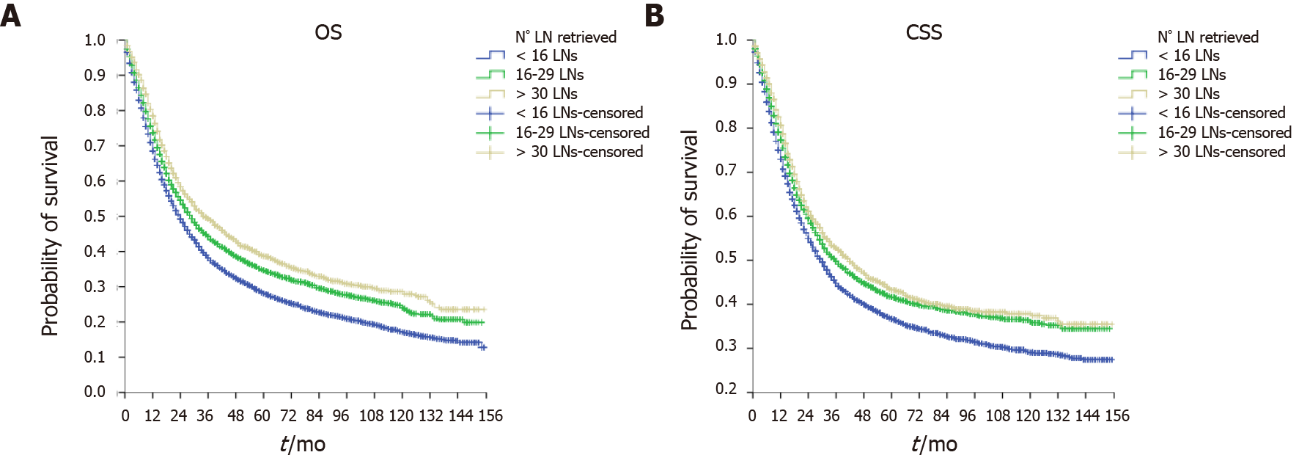 A
OS
N° LN retrieved
< 16 LNs
16-29 LNs
> 30 LNs
< 16 LNs-censored
16-29 LNs-censored
> 30 LNs-censored
Probability of survival
1.0
0.9
0.8
0.7
0.6
0.5
0.4
0.3
0.2
0.1
0.0
0 12 24 36 48 60 72 84 96 108 120 132 144 156
t/mo
B
CSS
N° LN retrieved
< 16 LNs
16-29 LNs
> 30 LNs
< 16 LNs-censored
16-29 LNs-censored
> 30 LNs-censored
Probability of survival
1.0
0.9
0.8
0.7
0.6
0.5
0.4
0.3
0.2
0 12 24 36 48 60 72 84 96 108 120 132 144 156
t/mo